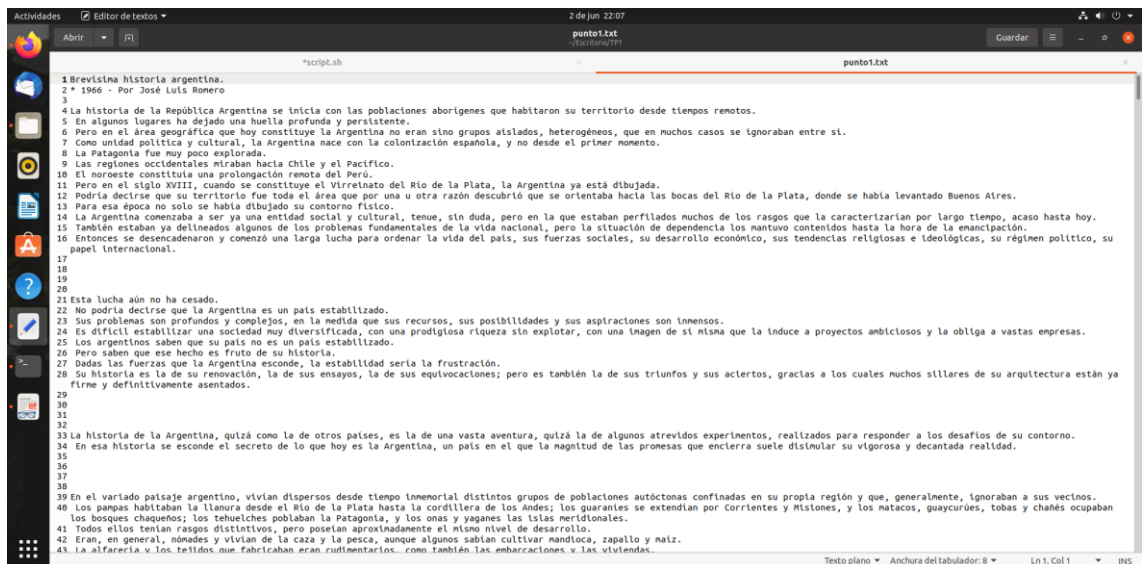 Actividades Editor de textos 2 de jun 22:07
Abrir punto1.txt Guardar
~/Escritorio/TP1
*script.sh punto1.txt
1 Brevisima historia argentina.
2 * 1966 - Por José Luis Romero
3
4 La historia de la República Argentina se inicia con las poblaciones aborigenes que habitaron su territorio desde tiempos remotos.
5 En algunos lugares ha dejado una huella profunda y persistente.
6 Pero en el área geográfica que hoy constituye la Argentina no eran sino grupos aislados, heterogéneos, que en muchos casos se ignoraban entre sí.
7 Como unidad política y cultural, la Argentina nace con la colonización española, y no desde el primer momento.
8 La Patagonia fue muy poco explorada.
9 Las regiones occidentales miraban hacia Chile y el Pacífico.
10 El noroeste constituía una prolongación remota del Perú.
11 Pero en el siglo XVIII, cuando se constituye el Virreinato del Río de la Plata, la Argentina ya está dibujada.
12 Podría decirse que su territorio fue toda el área que por una u otra razón descubrió que se orientaba hacia las bocas del Río de la Plata, donde se había levantado Buenos Aires.
13 Para esa época no solo se había dibujado su contorno físico.
14 La Argentina comenzaba a ser ya una entidad social y cultural, tenue, sin duda, pero en la que estaban perfilados muchos de los rasgos que la caracterizarían por largo tiempo, acaso hasta hoy.
15 También estaban ya delineados algunos de los problemas fundamentales de la vida nacional, pero la situación de dependencia los mantuvo contenidos hasta la hora de la emancipación.
16 Entonces se desencadenaron y comenzó una larga lucha para ordenar la vida del país, sus fuerzas sociales, su desarrollo económico, sus tendencias religiosas e ideológicas, su régimen político, su
papel internacional.
17
18
19
20
21 Esta lucha aún no ha cesado.
22 No podría decirse que la Argentina es un país estabilizado.
23 Sus problemas son profundos y complejos, en la medida que sus recursos, sus posibilidades y sus aspiraciones son inmensos.
24 Es difícil estabilizar una sociedad muy diversificada, con una prodigiosa riqueza sin explotar, con una imagen de sí misma que la induce a proyectos ambiciosos y la obliga a vastas empresas.
25 Los argentinos saben que su país no es un país estabilizado.
26 Pero saben que ese hecho es fruto de su historia.
27 Dadas las fuerzas que la Argentina esconde, la estabilidad sería la frustración.
28 Su historia es la de su renovación, la de sus ensayos, la de sus equivocaciones; pero es también la de sus triunfos y sus aciertos, gracias a los cuales muchos sillares de su arquitectura están ya
firme y definitivamente asentados.
29
30
31
32
33 La historia de la Argentina, quizá como la de otros países, es la de una vasta aventura, quizá la de algunos atrevidos experimentos, realizados para responder a los desafíos de su contorno.
34 En esa historia se esconde el secreto de lo que hoy es la Argentina, un país en el que la magnitud de las promesas que encierra suele disimular su vigorosa y decantada realidad.
35
36
37
38
39 En el variado paisaje argentino, vivían dispersos desde tiempo inmemorial distintos grupos de poblaciones autóctonas confinadas en su propia región y que, generalmente, ignoraban a sus vecinos.
40 Los pampas habitaban la llanura desde el Río de la Plata hasta la cordillera de los Andes; los guaraníes se extendían por Corrientes y Misiones, y los matacos, guaycurúes, tobas y chañés ocupaban
los bosques chaqueños; los tehuelches poblaban la Patagonia, y los onas y yaganes las islas meridionales.
41 Todos ellos tenían rasgos distintivos, pero poseían aproximadamente el mismo nivel de desarrollo.
42 Eran, en general, nómades y vivían de la caza y la pesca, aunque algunos sabían cultivar mandioca, zapallo y maíz.
43 La alfarería y los tejidos que fabricaban eran rudimentarios, como también las embarcaciones y las viviendas.
Texto plano Anchura del tabulador: 8 Ln 1, Col 1 INS